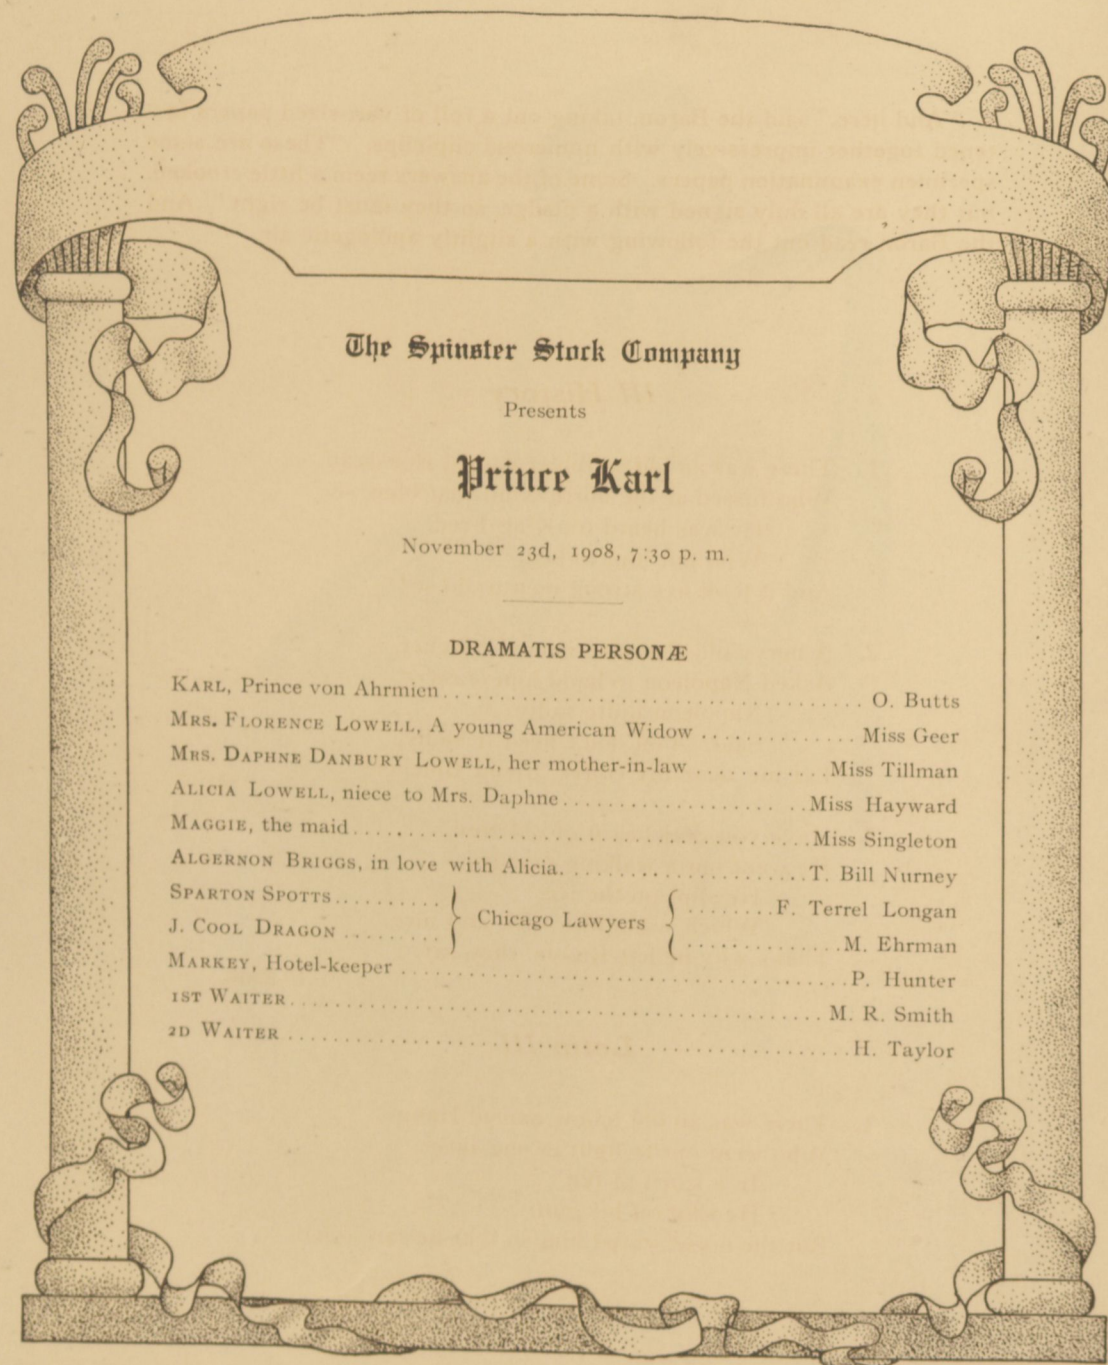 The Spinster Stock Company
Presents
Prince Karl
November 23d, 1908, 7:30 p. m.
DRAMATIS PERSONÆ
KARL, Prince von Ahrmien........................................ O. Butts
MRS. FLORENCE LOWELL, A young American Widow .............. Miss Geer
MRS. DAPHNE DANBURY LOWELL, her mother-in-law ............ Miss Tillman
ALICIA LOWELL, niece to Mrs. Daphne...................... Miss Hayward
MAGGIE, the maid.......................................... Miss Singleton
ALGERNON BRIGGS, in love with Alicia....................... T. Bill Nurney
SPARTON SPOTTS.......... } Chicago Lawyers { ........F. Terrel Longan
J. COOL DRAGON ......... } { ..............M. Ehrman
MARKEY, Hotel-keeper ........................................P. Hunter
1ST WAITER................................................ M. R. Smith
2D WAITER ..................................................H. Taylor